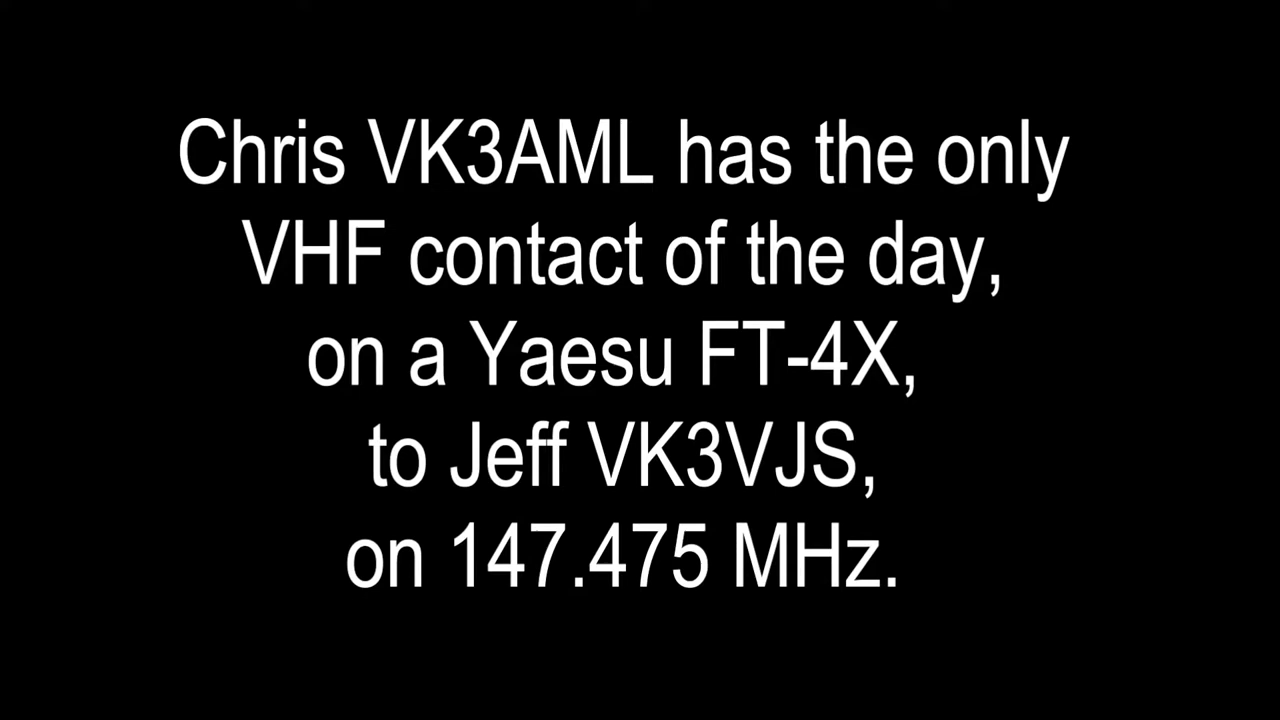 Chris VK3AML has the only
VHF contact of the day,
on a Yaesu FT-4X,
to Jeff VK3VJS,
on 147.475 MHz.